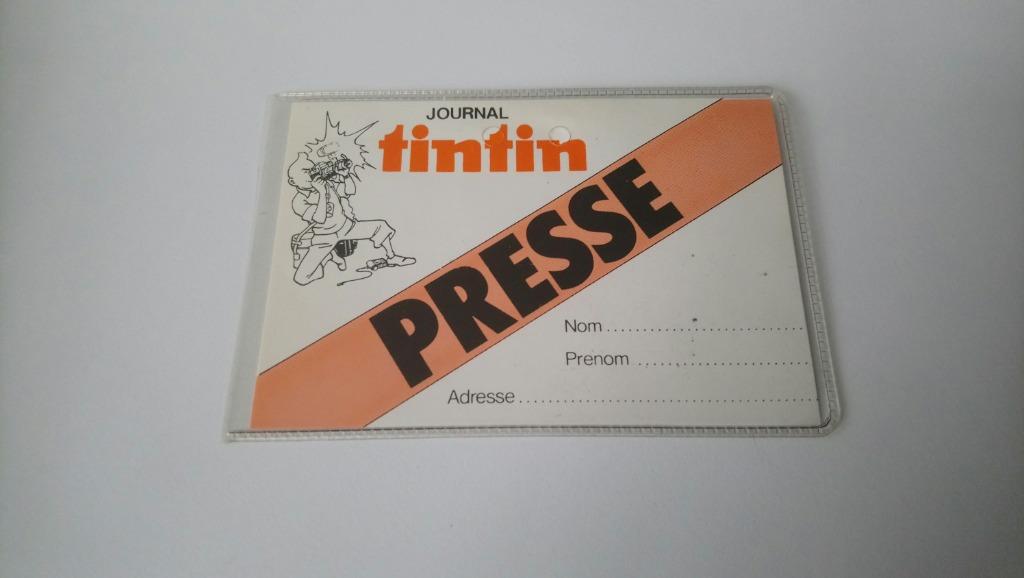 JOURNAL
tintin
PRESSE
Nom
Prenom
Adresse